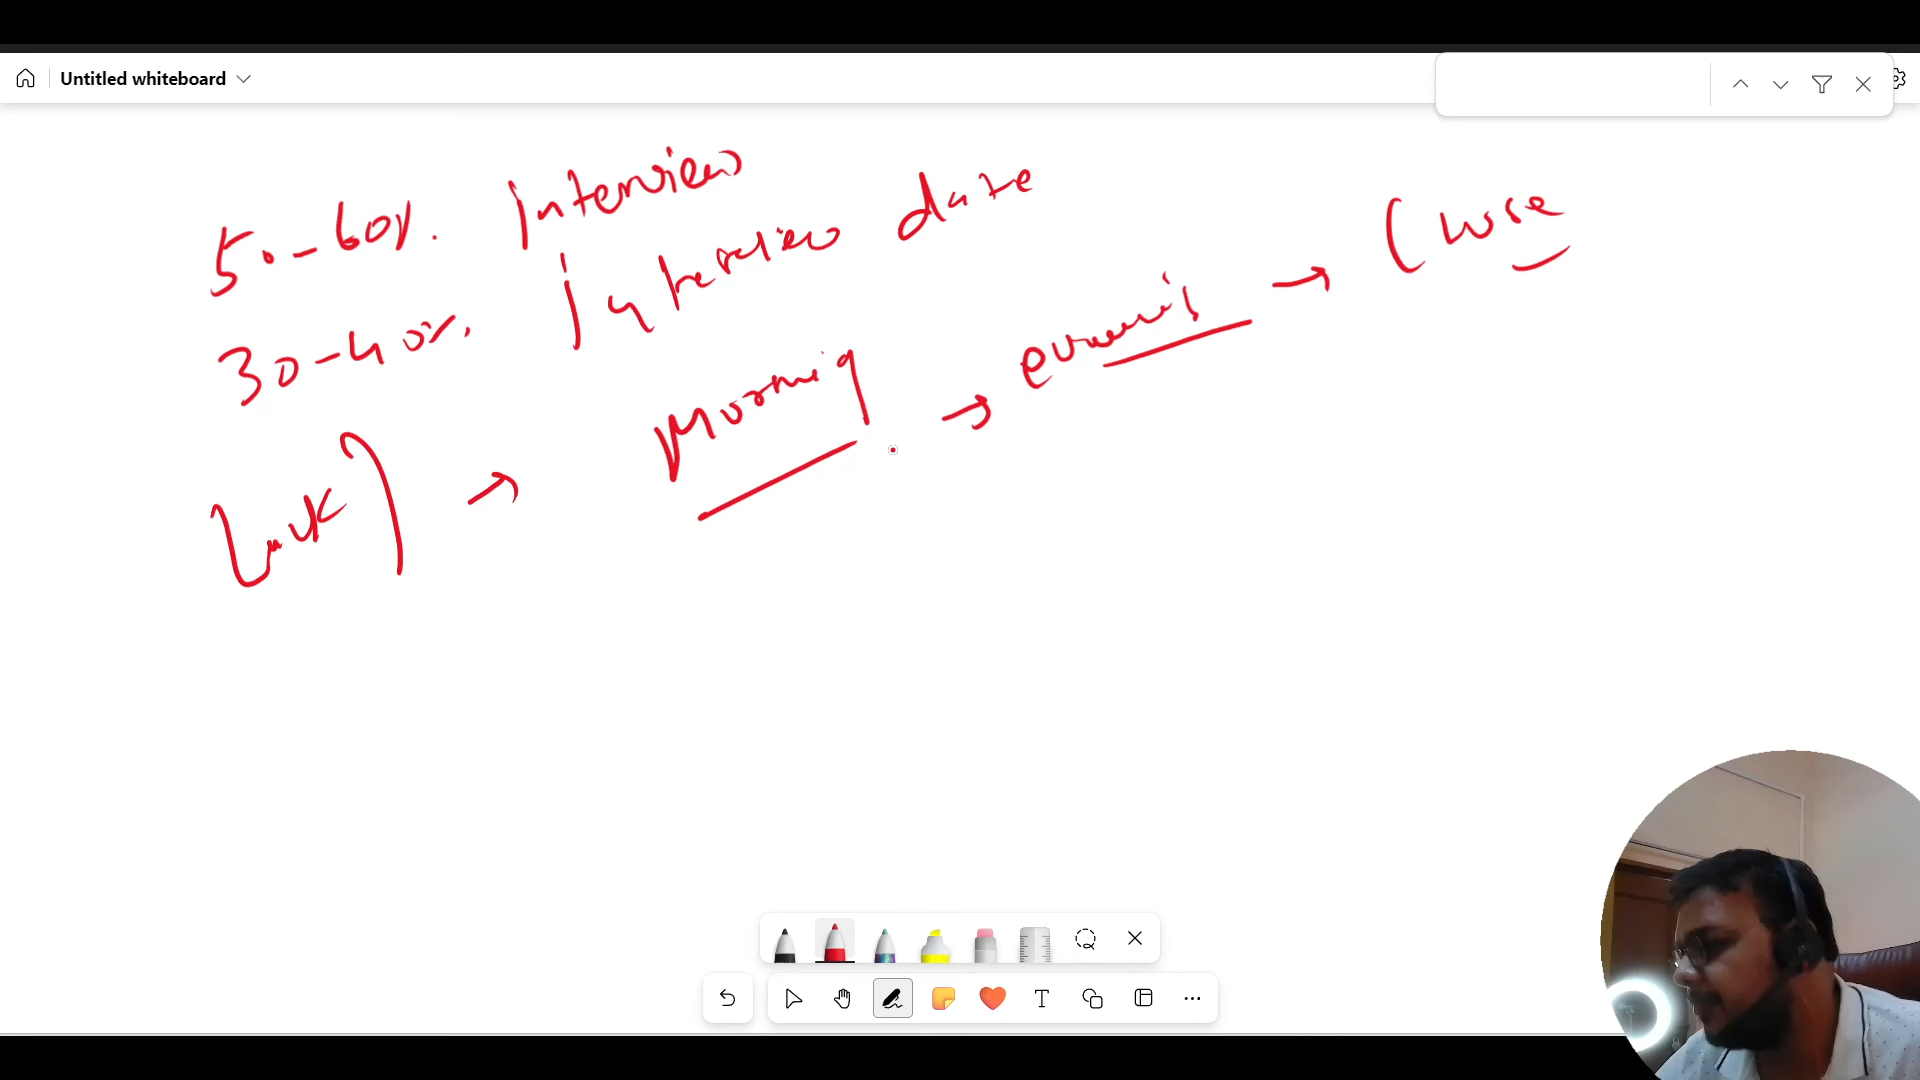 Untitled whiteboard
50-60%. Interview
30-40%. Interview date
Luck) → Morning → evening → Close
T